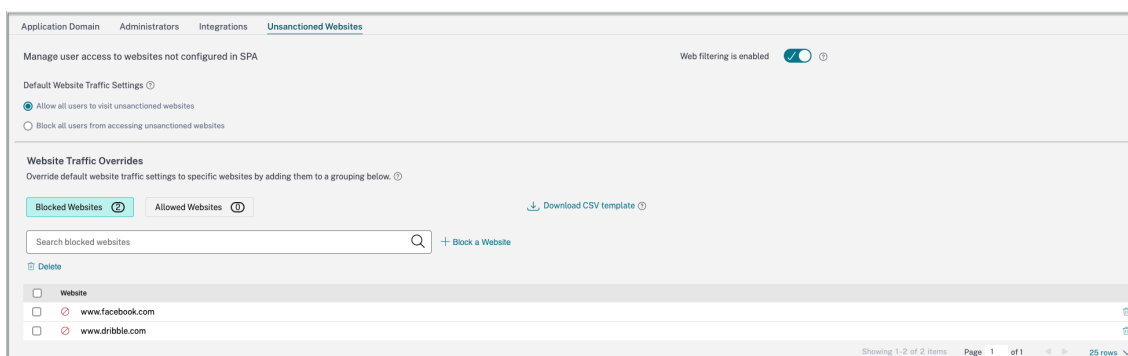 Application Domain Administrators Integrations Unsanctioned Websites
Manage user access to websites not configured in SPA Web filtering is enabled
Default Website Traffic Settings
Allow all users to visit unsanctioned websites
Block all users from accessing unsanctioned websites
Website Traffic Overrides
Override default website traffic settings to specific websites by adding them to a grouping below.
Blocked Websites 2 Allowed Websites 0 Download CSV template
Search blocked websites Block a Website
Delete
Website
www.facebook.com
www.dribble.com
Showing 1-2 of 2 items Page 1 of 1 25 rows